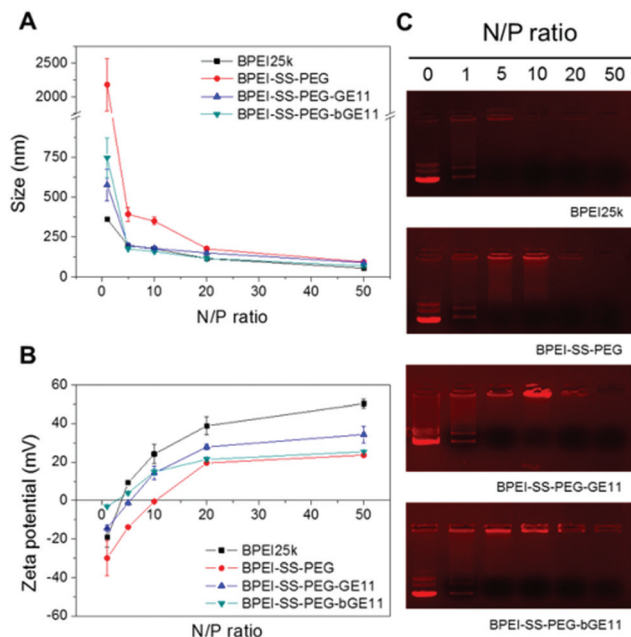 A
BPEI25k
BPEI-SS-PEG
BPEI-SS-PEG-GE11
BPEI-SS-PEG-bGE11
2500
2250
2000
750
500
250
0
Size (nm)
0 10 20 30 40 50
N/P ratio
B
60
40
20
0
-20
-40
-60
Zeta potential (mV)
0 10 20 30 40 50
BPEI25k
BPEI-SS-PEG
BPEI-SS-PEG-GE11
BPEI-SS-PEG-bGE11
N/P ratio
C
N/P ratio
0 1 5 10 20 50
BPEI25k
BPEI-SS-PEG
BPEI-SS-PEG-GE11
BPEI-SS-PEG-bGE11